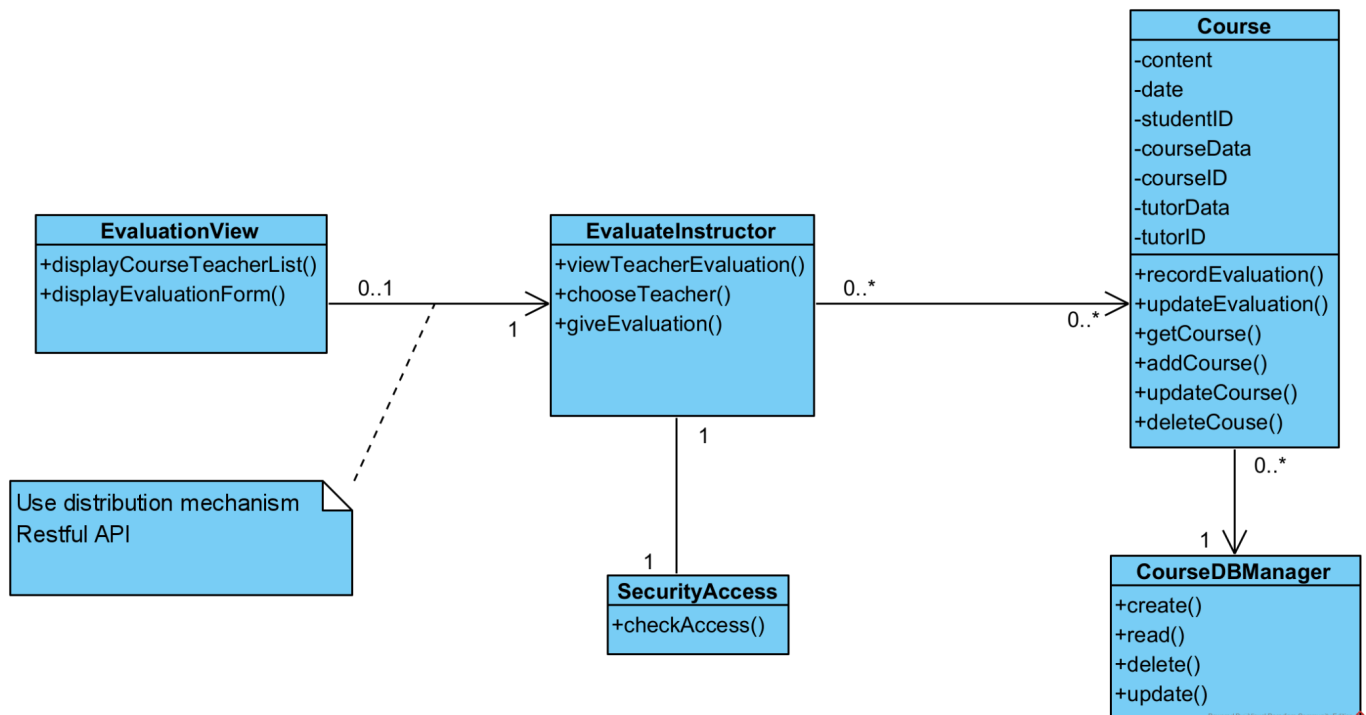 Course
-content
-date
-studentID
-courseData
-courseID
-tutorData
-tutorID
+recordEvaluation()
+updateEvaluation()
+getCourse()
+addCourse()
+updateCourse()
+deleteCouse()
EvaluationView
+displayCourseTeacherList()
+displayEvaluationForm()
0..1
1
EvaluateInstructor
+viewTeacherEvaluation()
+chooseTeacher()
+giveEvaluation()
0..*
0..*
1
1
0..*
1
Use distribution mechanism
Restful API
SecurityAccess
+checkAccess()
CourseDBManager
+create()
+read()
+delete()
+update()